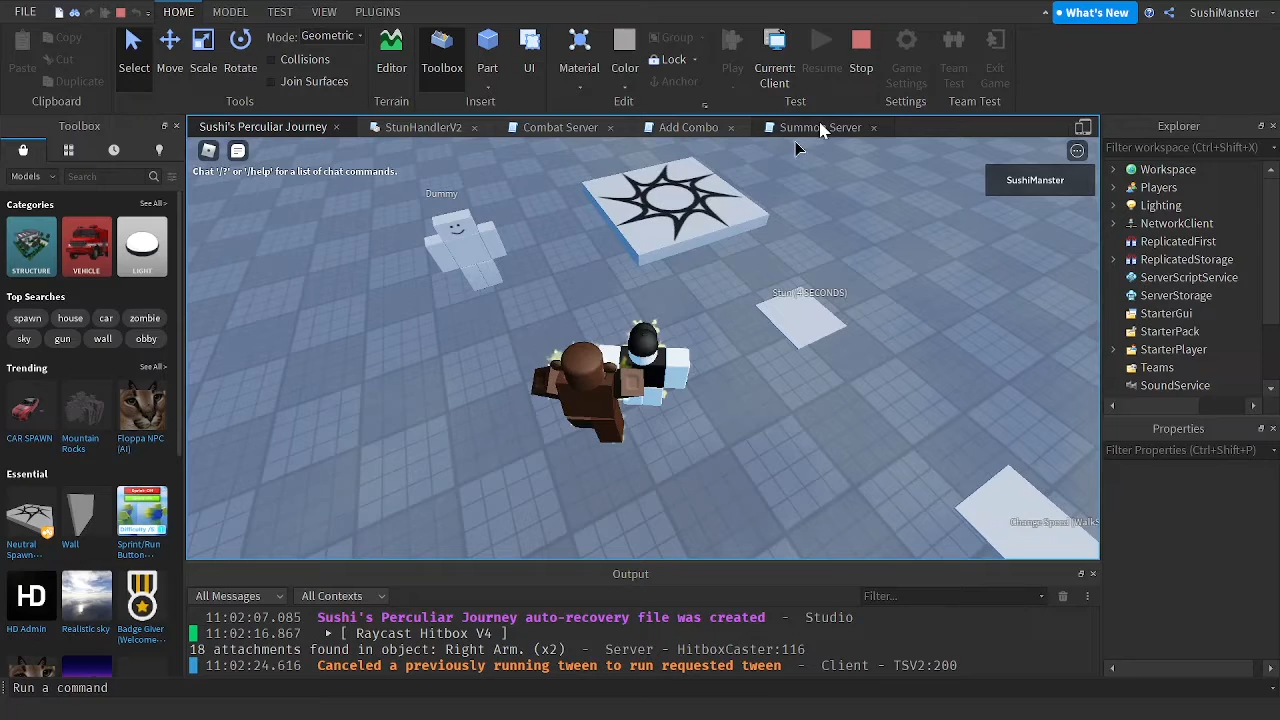 FILE HOME MODEL TEST VIEW PLUGINS What's New SushiManster
Paste Copy Cut Duplicate Select Move Scale Rotate Mode: Geometric Collisions Join Surfaces Editor Toolbox Part UI Material Color Group Lock Anchor Play Current: Client Resume Stop Game Settings Team Test Exit Game
Clipboard Tools Terrain Insert Edit Test Settings Team Test
Toolbox
Models Search
Categories See All >
STRUCTURE VEHICLE LIGHT
Top Searches
spawn house car zombie
sky gun wall obby
Trending See All >
CAR SPAWN Mountain Rocks Floppa NPC (AI)
Essential See All >
Neutral Spawn··· Wall Sprint/Run Button··
HD
HD Admin Realistic sky Badge Giver (Welcome··
Sushi's Perculiar Journey StunHandlerV2 Combat Server Add Combo
Chat '/?' or '/help' for a list of chat commands.
SushiManster
Dummy
Explorer
Filter workspace (Ctrl+Shift+X)
Workspace
Players
Lighting
NetworkClient
ReplicatedFirst
ReplicatedStorage
ServerScriptService
ServerStorage
StarterGui
StarterPack
StarterPlayer
Teams
SoundService
Properties
Filter Properties (Ctrl+Shift+P)
Output
All Messages All Contexts Filter...
11:02:07.085 Sushi's Perculiar Journey auto-recovery file was created - Studio
11:02:16.867 ▶ [ Raycast Hitbox V4 ]
18 attachments found in object: Right Arm. (x2) - Server - HitboxCaster:116
11:02:24.616 Canceled a previously running tween to run requested tween - Client - TSV2:200
Run a command